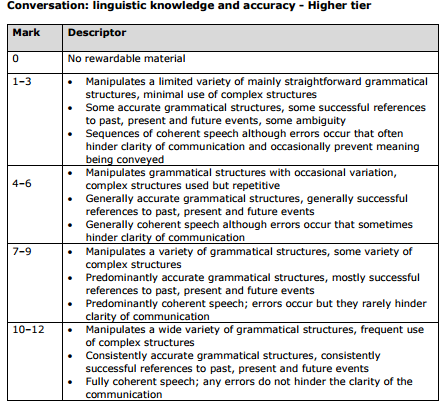 Conversation: linguistic knowledge and accuracy - Higher tier
Mark Descriptor
0 No rewardable material
1–3 • Manipulates a limited variety of mainly straightforward grammatical
structures, minimal use of complex structures
• Some accurate grammatical structures, some successful references
to past, present and future events, some ambiguity
• Sequences of coherent speech although errors occur that often
hinder clarity of communication and occasionally prevent meaning
being conveyed
4–6 • Manipulates grammatical structures with occasional variation,
complex structures used but repetitive
• Generally accurate grammatical structures, generally successful
references to past, present and future events
• Generally coherent speech although errors occur that sometimes
hinder clarity of communication
7–9 • Manipulates a variety of grammatical structures, some variety of
complex structures
• Predominantly accurate grammatical structures, mostly successful
references to past, present and future events
• Predominantly coherent speech; errors occur but they rarely hinder
clarity of communication
10–12 • Manipulates a wide variety of grammatical structures, frequent use
of complex structures
• Consistently accurate grammatical structures, consistently
successful references to past, present and future events
• Fully coherent speech; any errors do not hinder the clarity of the
communication